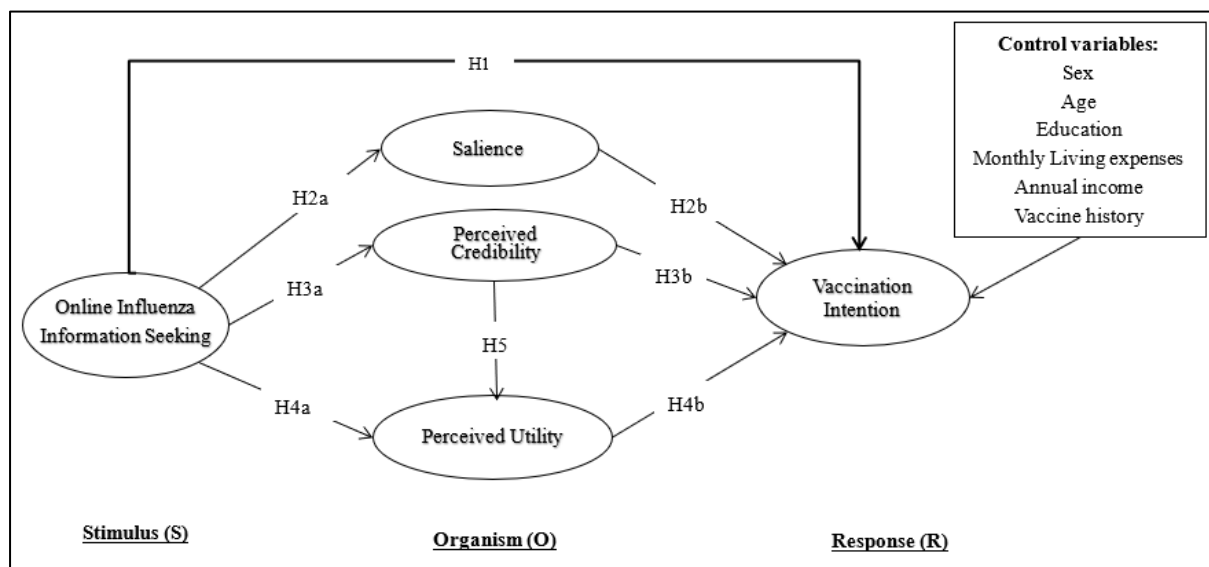 H1
Control variables:
Sex
Age
Education
Monthly Living expenses
Annual income
Vaccine history
Salience
H2a
H2b
Perceived
Credibility
H3a
H3b
Online Influenza
Information Seeking
Vaccination
Intention
H5
H4a
H4b
Perceived Utility
Stimulus (S)
Organism (O)
Response (R)